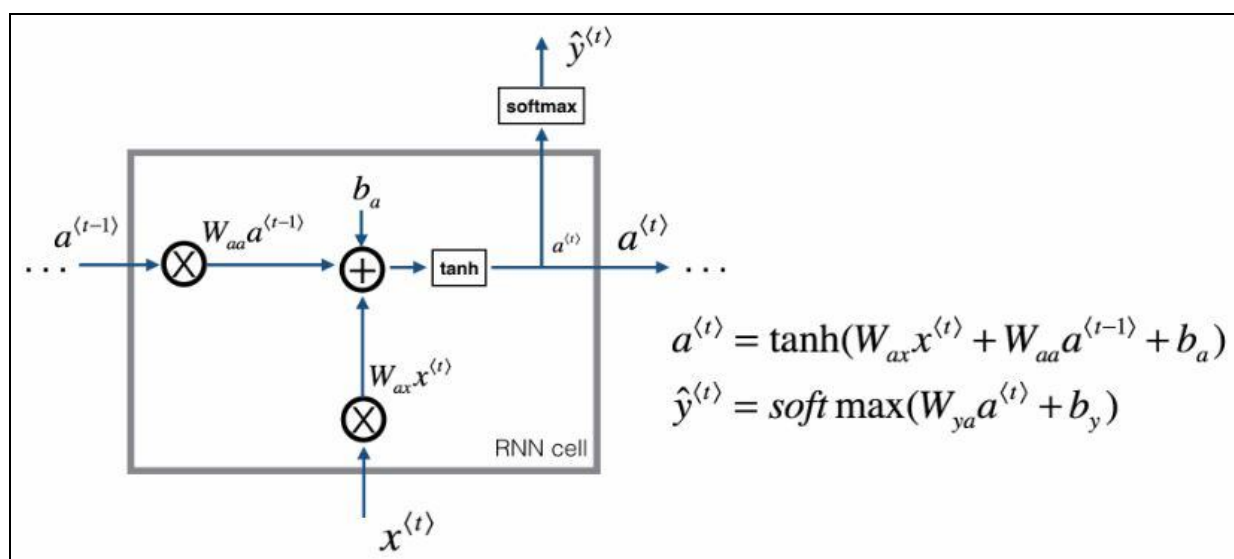 ŷ⟨t⟩
softmax
b_a
a⟨t−1⟩
W_aa a⟨t−1⟩
a⟨t⟩
a⟨t⟩
. . .
+
tanh
. . .
a⟨t⟩ = tanh(W_ax x⟨t⟩ + W_aa a⟨t−1⟩ + b_a)
W_ax x⟨t⟩
ŷ⟨t⟩ = soft max(W_ya a⟨t⟩ + b_y)
RNN cell
x⟨t⟩